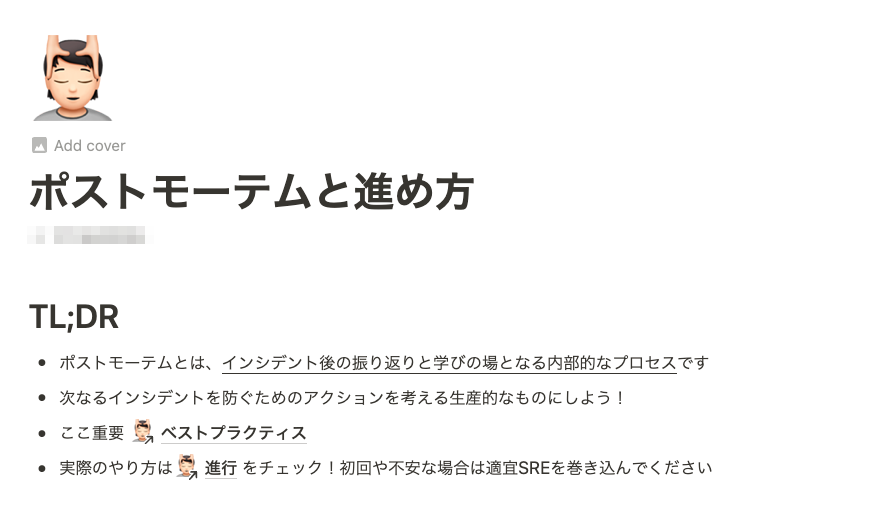 Add cover
ポストモーテムと進め方
TL;DR
• ポストモーテムとは、インシデント後の振り返りと学びの場となる内部的なプロセスです
• 次なるインシデントを防ぐためのアクションを考える生産的なものにしよう！
• ここ重要 ベストプラクティス
• 実際のやり方は 進行 をチェック！初回や不安な場合は適宜SREを巻き込んでください